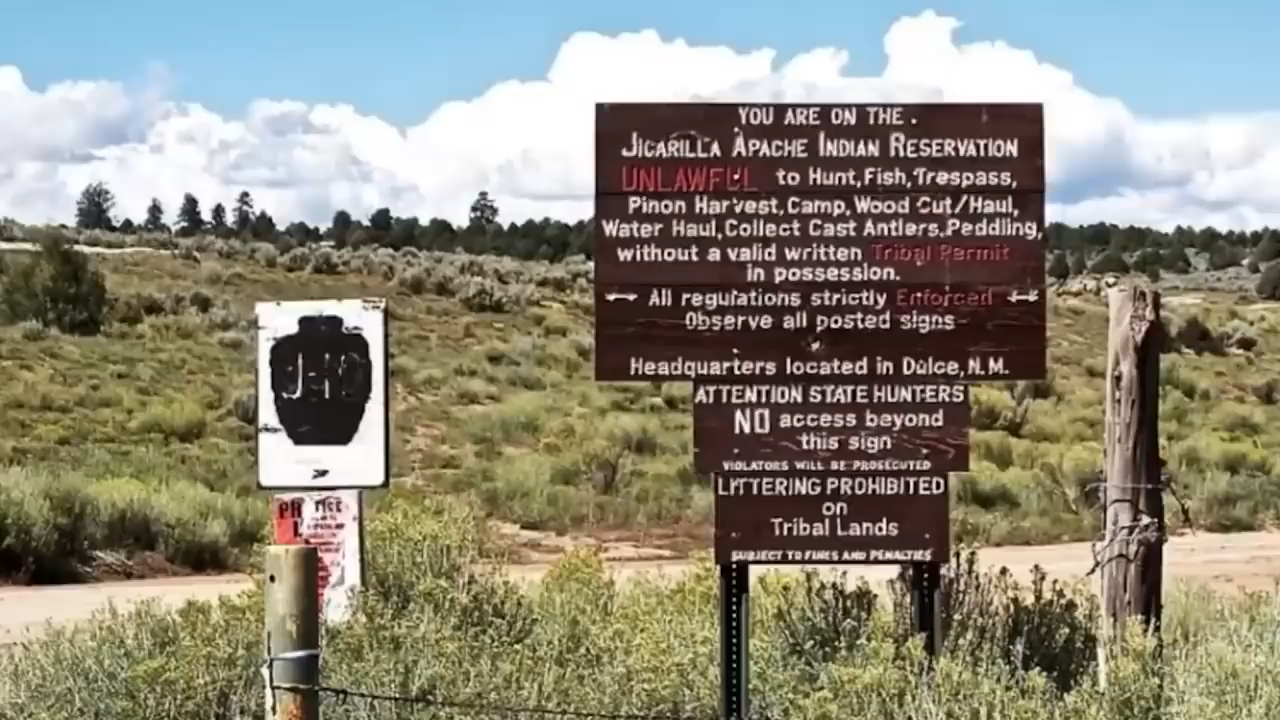 YOU ARE ON THE.
JICARILLA APACHE INDIAN RESERVATION
UNLAWFUL to Hunt, Fish, Trespass,
Pinon Harvest, Camp, Wood Cut/Haul,
Water Haul, Collect Cast Antlers, Peddling,
without a valid written Tribal Permit
in possession.
All regulations strictly Enforced
Observe all posted signs
Headquarters located in Dulce, N.M.
ATTENTION STATE HUNTERS
NO access beyond
this sign
VIOLATORS WILL BE PROSECUTED
LITTERING PROHIBITED
on
Tribal Lands
SUBJECT TO FINES AND PENALTIES